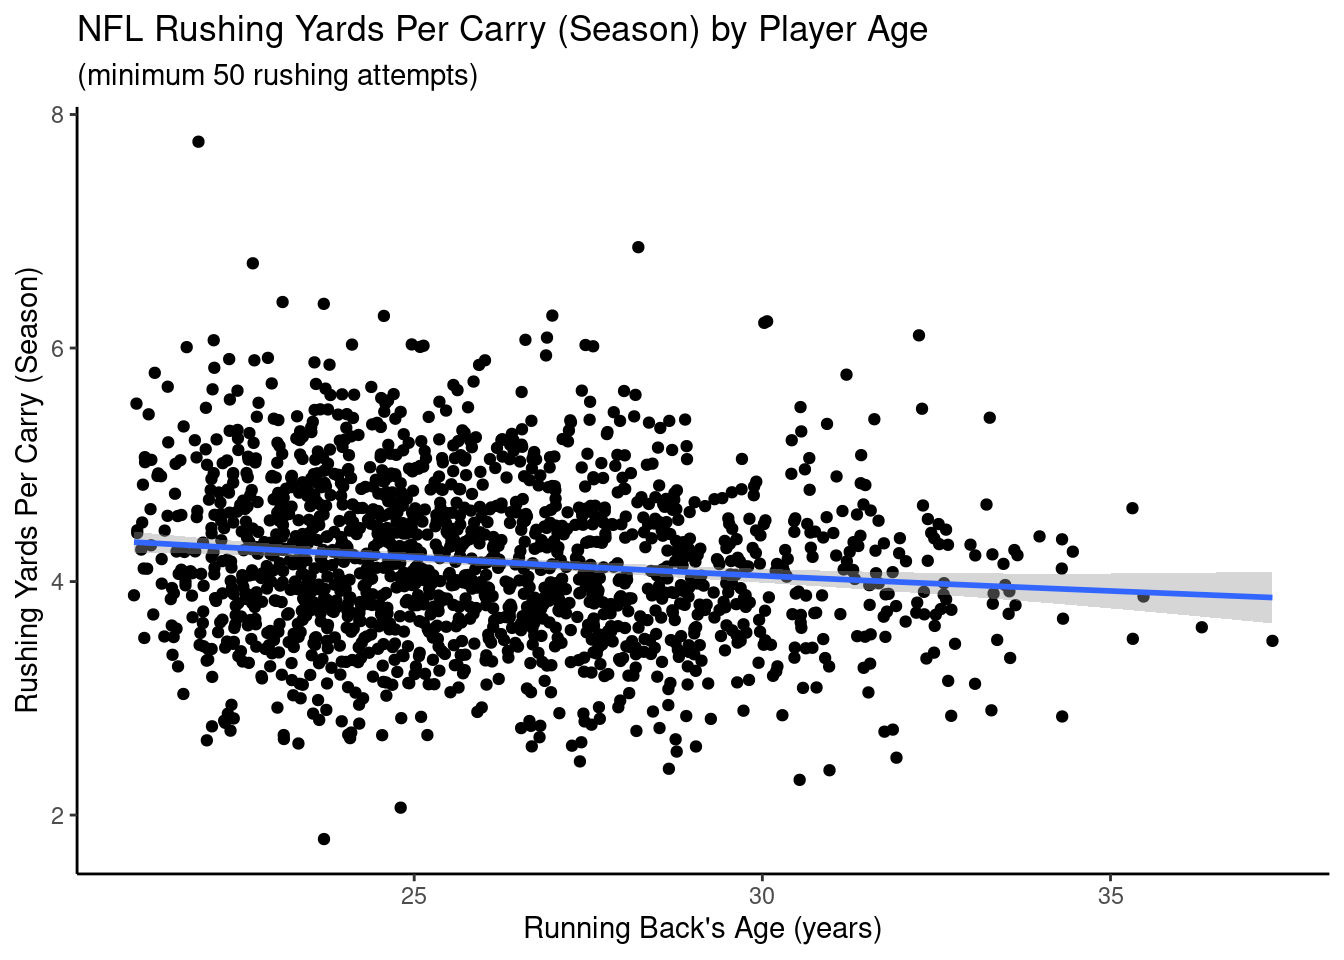 NFL Rushing Yards Per Carry (Season) by Player Age
(minimum 50 rushing attempts)
Rushing Yards Per Carry (Season)
8
6
4
2
25
30
35
Running Back's Age (years)